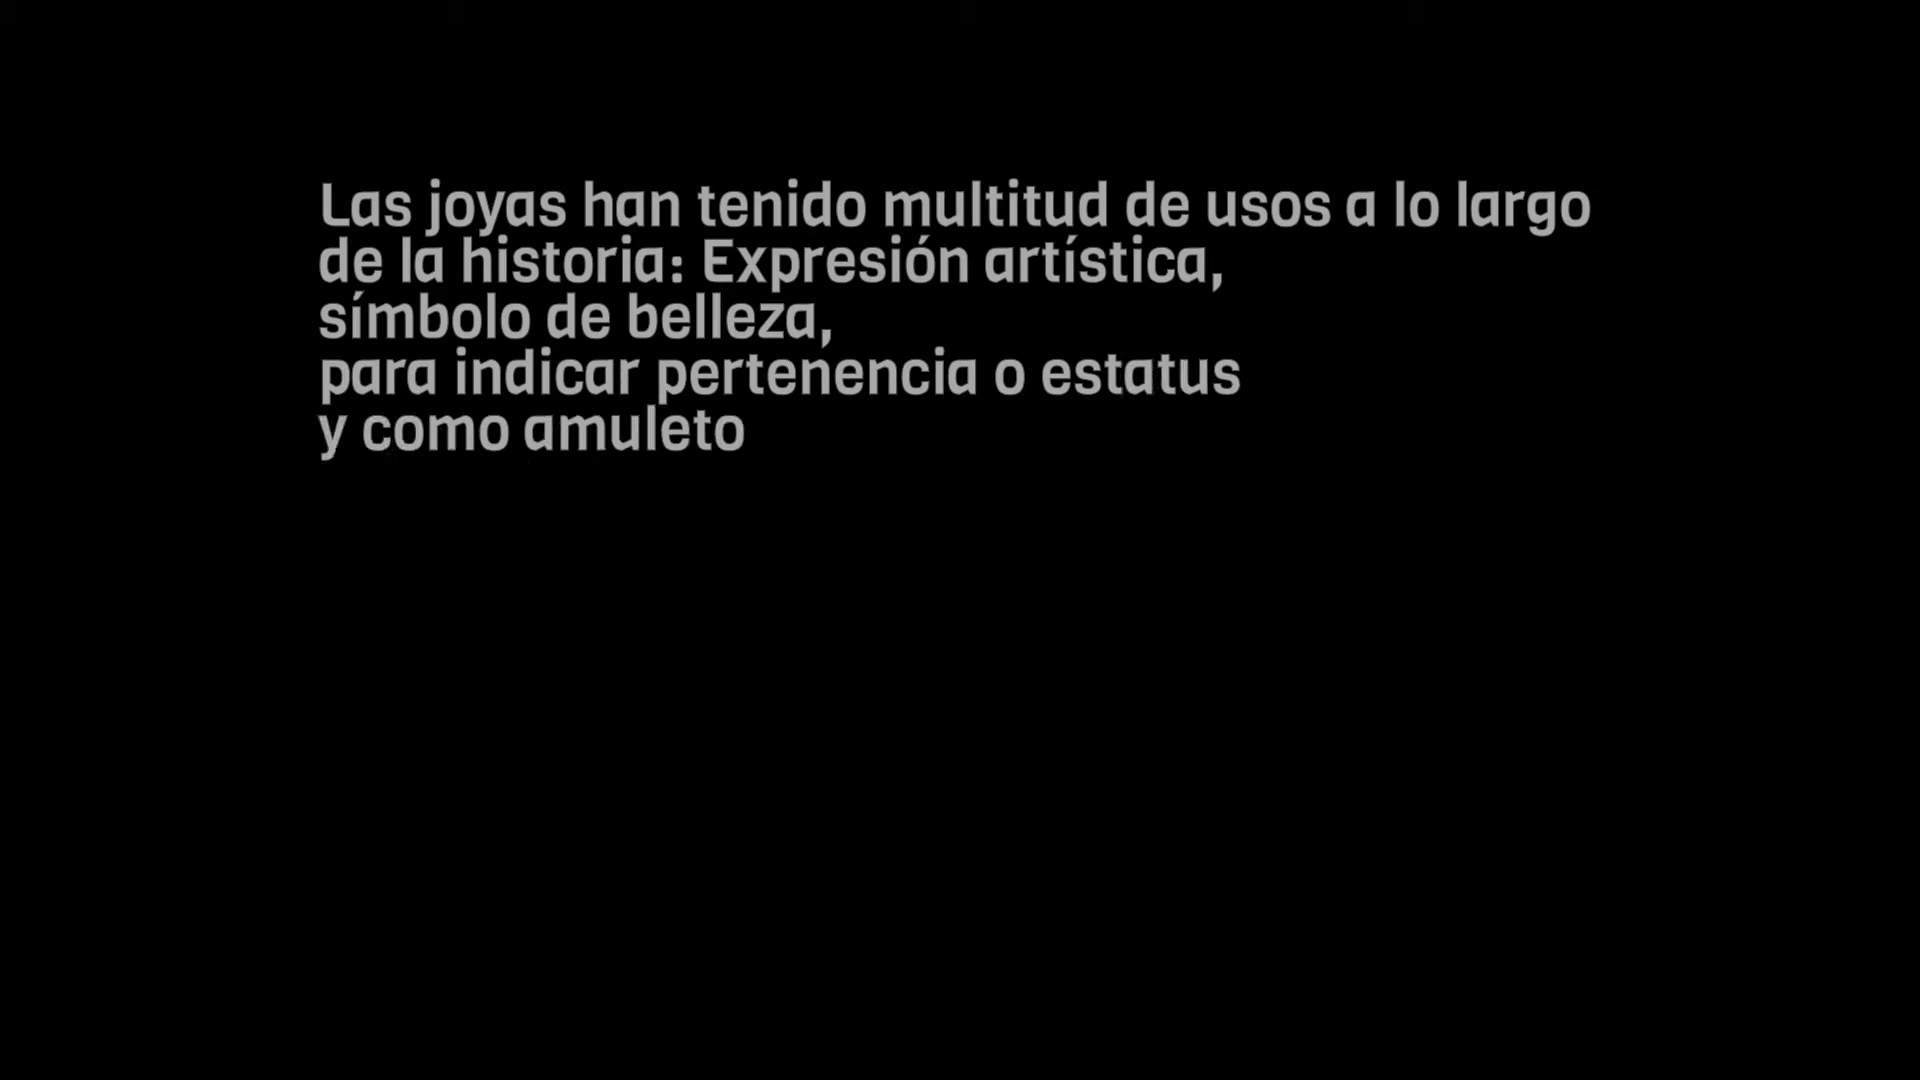 Las joyas han tenido multitud de usos a lo largo
de la historia: Expresión artística,
símbolo de belleza,
para indicar pertenencia o estatus
y como amuleto